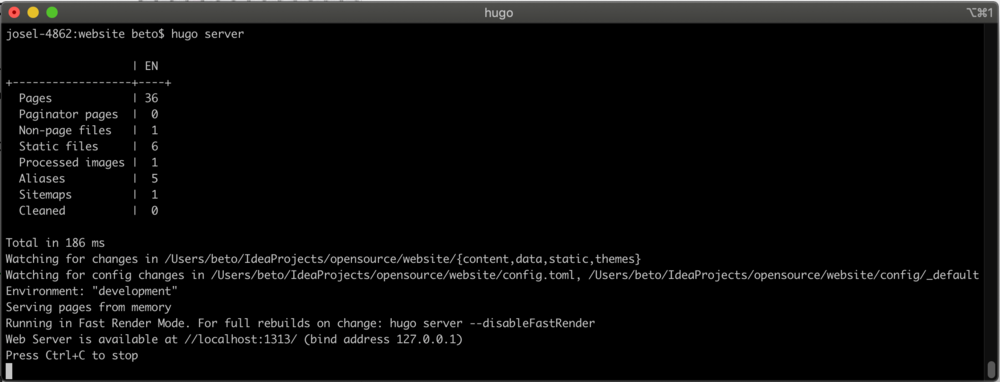 hugo
⌥⌘1
josel-4862:website beto$ hugo server
                   | EN
+------------------+----+
  Pages            | 36
  Paginator pages  |  0
  Non-page files   |  1
  Static files     |  6
  Processed images |  1
  Aliases          |  5
  Sitemaps         |  1
  Cleaned          |  0
Total in 186 ms
Watching for changes in /Users/beto/IdeaProjects/opensource/website/{content,data,static,themes}
Watching for config changes in /Users/beto/IdeaProjects/opensource/website/config.toml, /Users/beto/IdeaProjects/opensource/website/config/_default
Environment: "development"
Serving pages from memory
Running in Fast Render Mode. For full rebuilds on change: hugo server --disableFastRender
Web Server is available at //localhost:1313/ (bind address 127.0.0.1)
Press Ctrl+C to stop